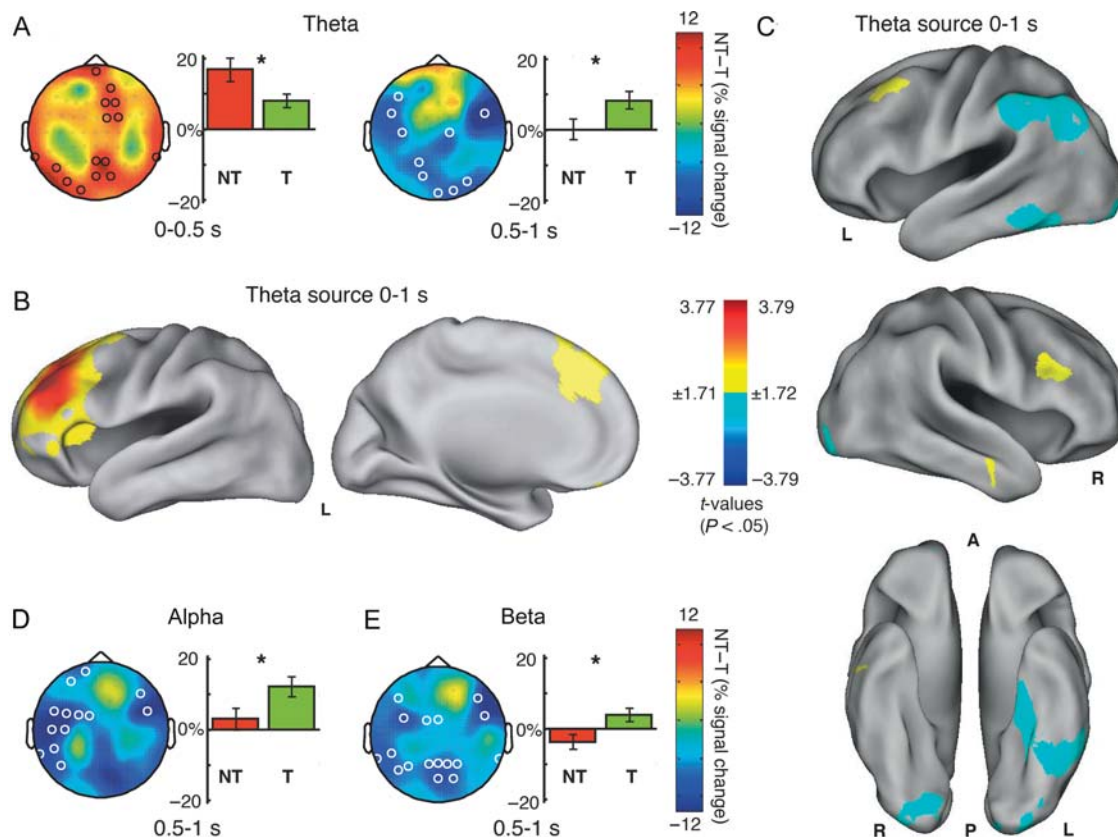 A
Theta
20
0%
−20
*
NT
T
0-0.5 s
20
0%
−20
*
NT
T
0.5-1 s
12
−12
NT−T (% signal change)
B
Theta source 0-1 s
L
3.77
3.79
±1.71
±1.72
−3.77
−3.79
t-values
(P < .05)
C
Theta source 0-1 s
L
R
A
R
P
L
D
Alpha
20
0%
−20
*
NT
T
0.5-1 s
E
Beta
20
0%
−20
*
NT
T
0.5-1 s
12
−12
NT−T (% signal change)